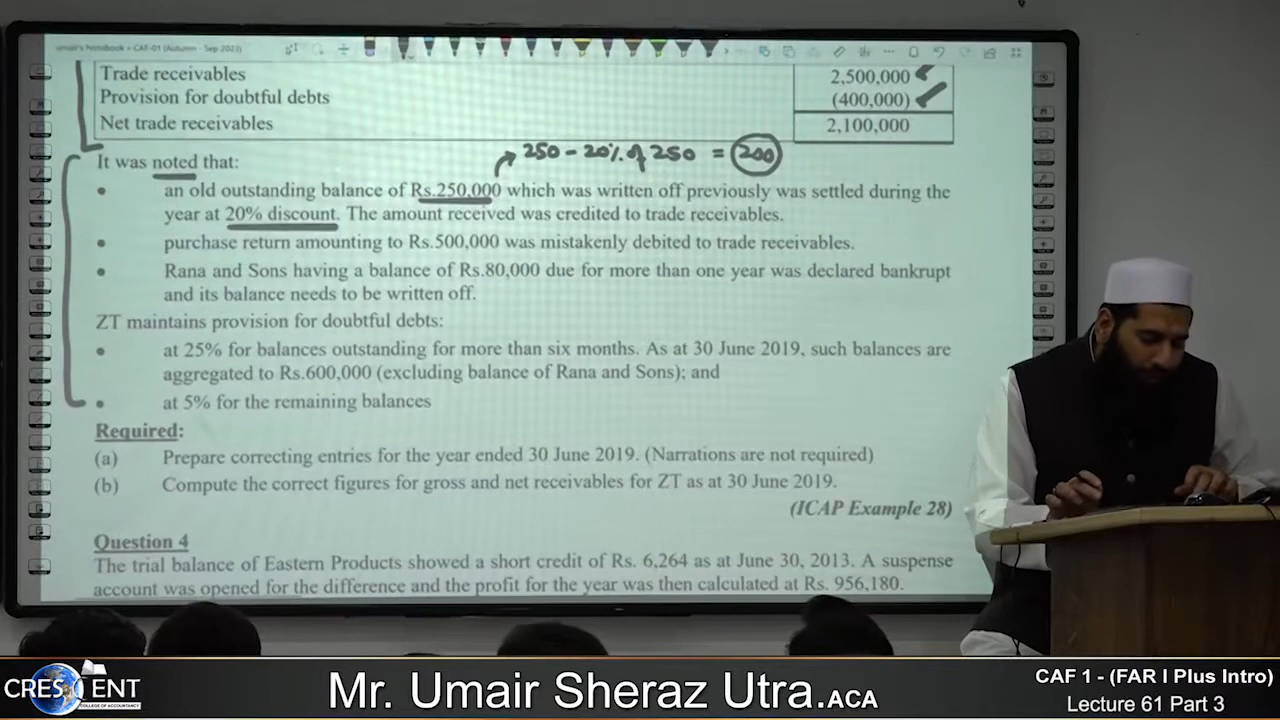 umair's handbook - CAF-01 (Autumn - Sep 2023)
Trade receivables 2,500,000
Provision for doubtful debts (400,000)
Net trade receivables 2,100,000
250 - 20% of 250 = 200
It was noted that:
• an old outstanding balance of Rs.250,000 which was written off previously was settled during the
year at 20% discount. The amount received was credited to trade receivables.
• purchase return amounting to Rs.500,000 was mistakenly debited to trade receivables.
• Rana and Sons having a balance of Rs.80,000 due for more than one year was declared bankrupt
and its balance needs to be written off.
ZT maintains provision for doubtful debts:
• at 25% for balances outstanding for more than six months. As at 30 June 2019, such balances are
aggregated to Rs.600,000 (excluding balance of Rana and Sons); and
• at 5% for the remaining balances
Required:
(a) Prepare correcting entries for the year ended 30 June 2019. (Narrations are not required)
(b) Compute the correct figures for gross and net receivables for ZT as at 30 June 2019.
(ICAP Example 28)
Question 4
The trial balance of Eastern Products showed a short credit of Rs. 6,264 as at June 30, 2013. A suspense
account was opened for the difference and the profit for the year was then calculated at Rs. 956,180.
CRESCENT
COLLEGE OF ACCOUNTANCY
Mr. Umair Sheraz Utra.ACA
CAF 1 - (FAR I Plus Intro)
Lecture 61 Part 3